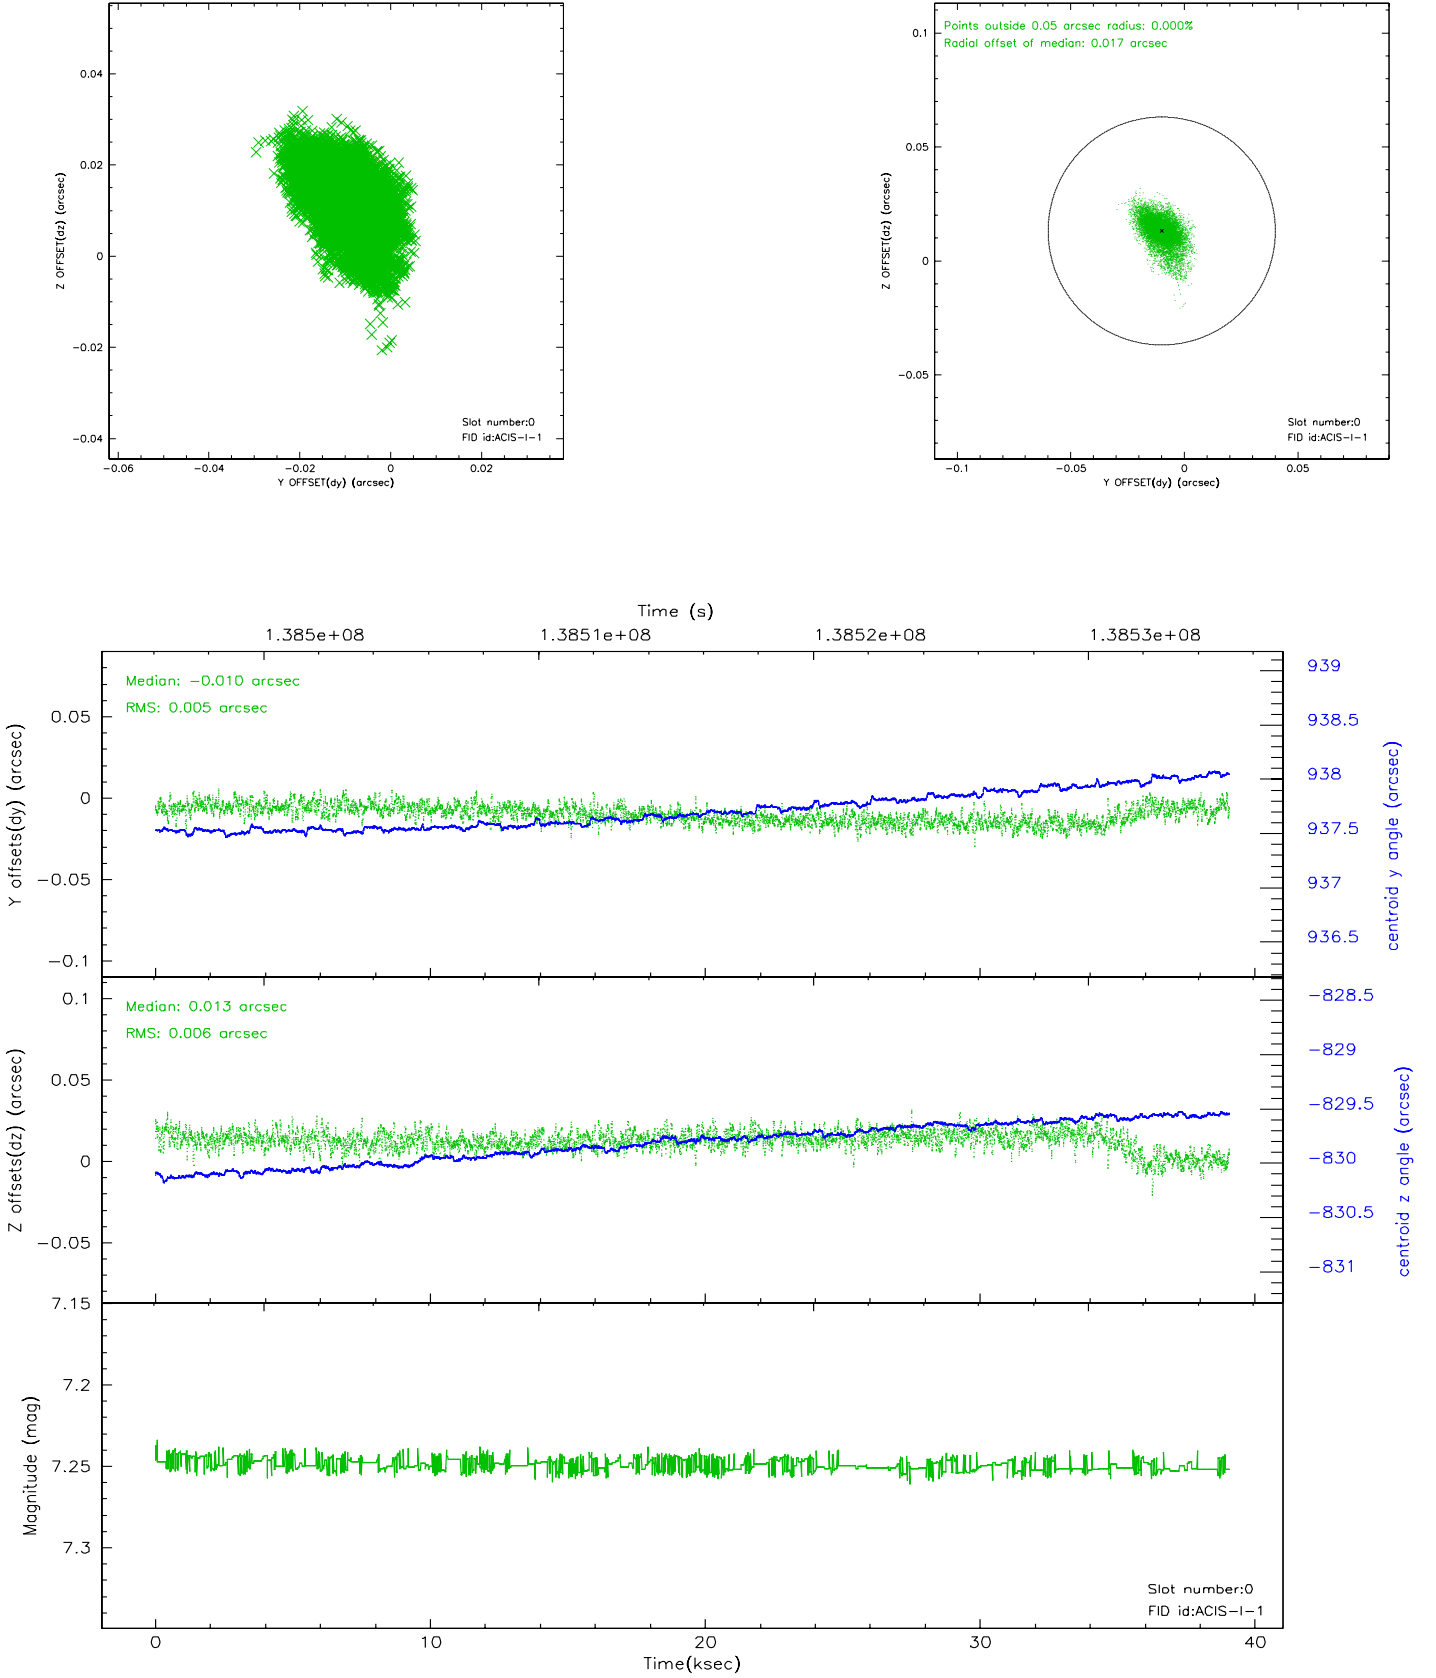 0.04
0.02
0
-0.02
-0.04
Z OFFSET(dz) (arcsec)
Slot number:0
FID id:ACIS-I-1
-0.06 -0.04 -0.02 0 0.02
Y OFFSET(dy) (arcsec)
Points outside 0.05 arcsec radius: 0.000%
Radial offset of median: 0.017 arcsec
0.1
0.05
0
-0.05
Z OFFSET(dz) (arcsec)
Slot number:0
FID id:ACIS-I-1
-0.1 -0.05 0 0.05
Y OFFSET(dy) (arcsec)
Time (s)
1.385e+08 1.3851e+08 1.3852e+08 1.3853e+08
Median: -0.010 arcsec
RMS: 0.005 arcsec
0.05
0
-0.05
-0.1
Y offsets(dy) (arcsec)
939
938.5
938
937.5
937
936.5
centroid y angle (arcsec)
Median: 0.013 arcsec
RMS: 0.006 arcsec
0.1
0.05
0
-0.05
Z offsets(dz) (arcsec)
-828.5
-829
-829.5
-830
-830.5
-831
centroid z angle (arcsec)
7.15
7.2
7.25
7.3
Magnitude (mag)
Slot number:0
FID id:ACIS-I-1
0 10 20 30 40
Time(ksec)